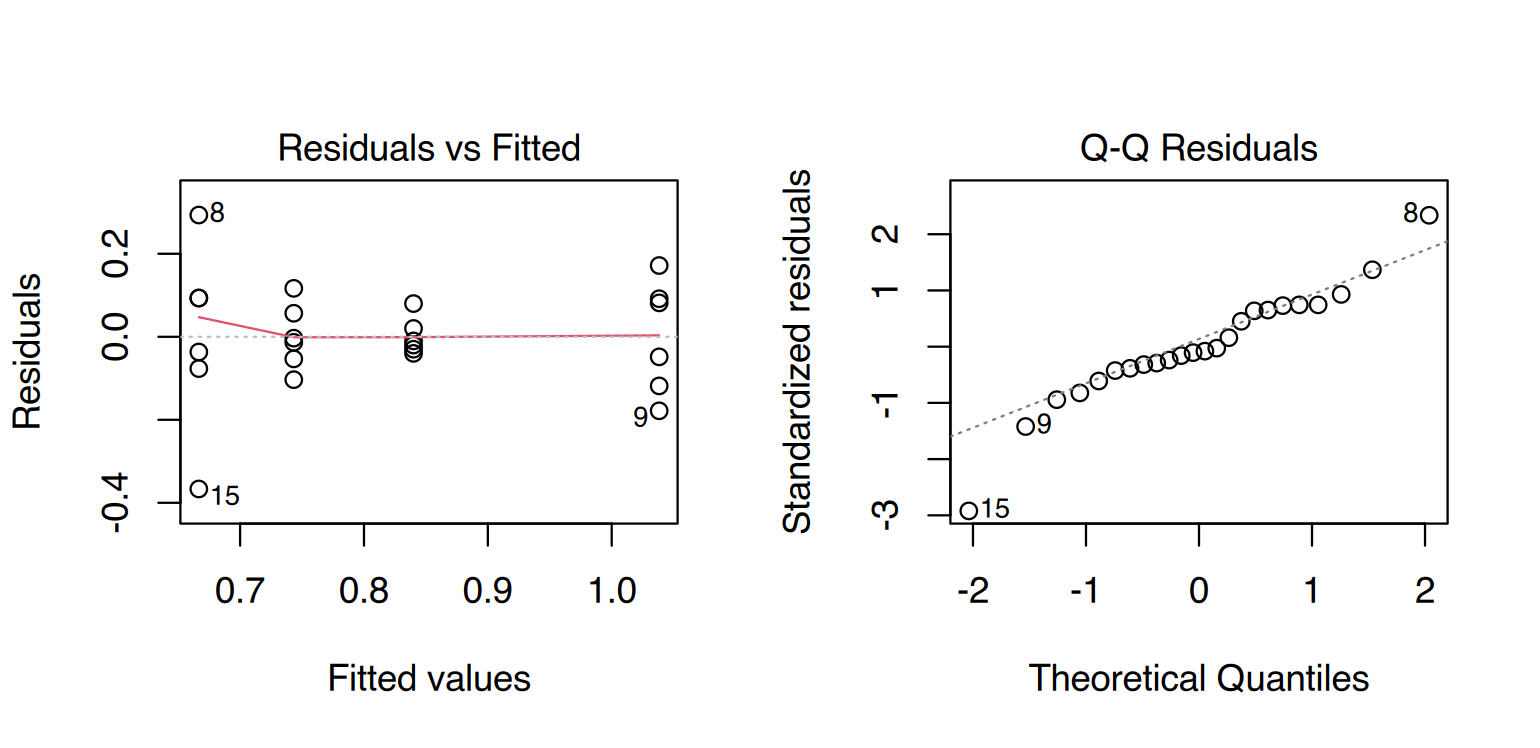 Residuals vs Fitted
Residuals
0.2
0.0
-0.4
8
9
15
0.7 0.8 0.9 1.0
Fitted values
Q-Q Residuals
Standardized residuals
2
1
-1
-3
8
9
15
-2 -1 0 1 2
Theoretical Quantiles